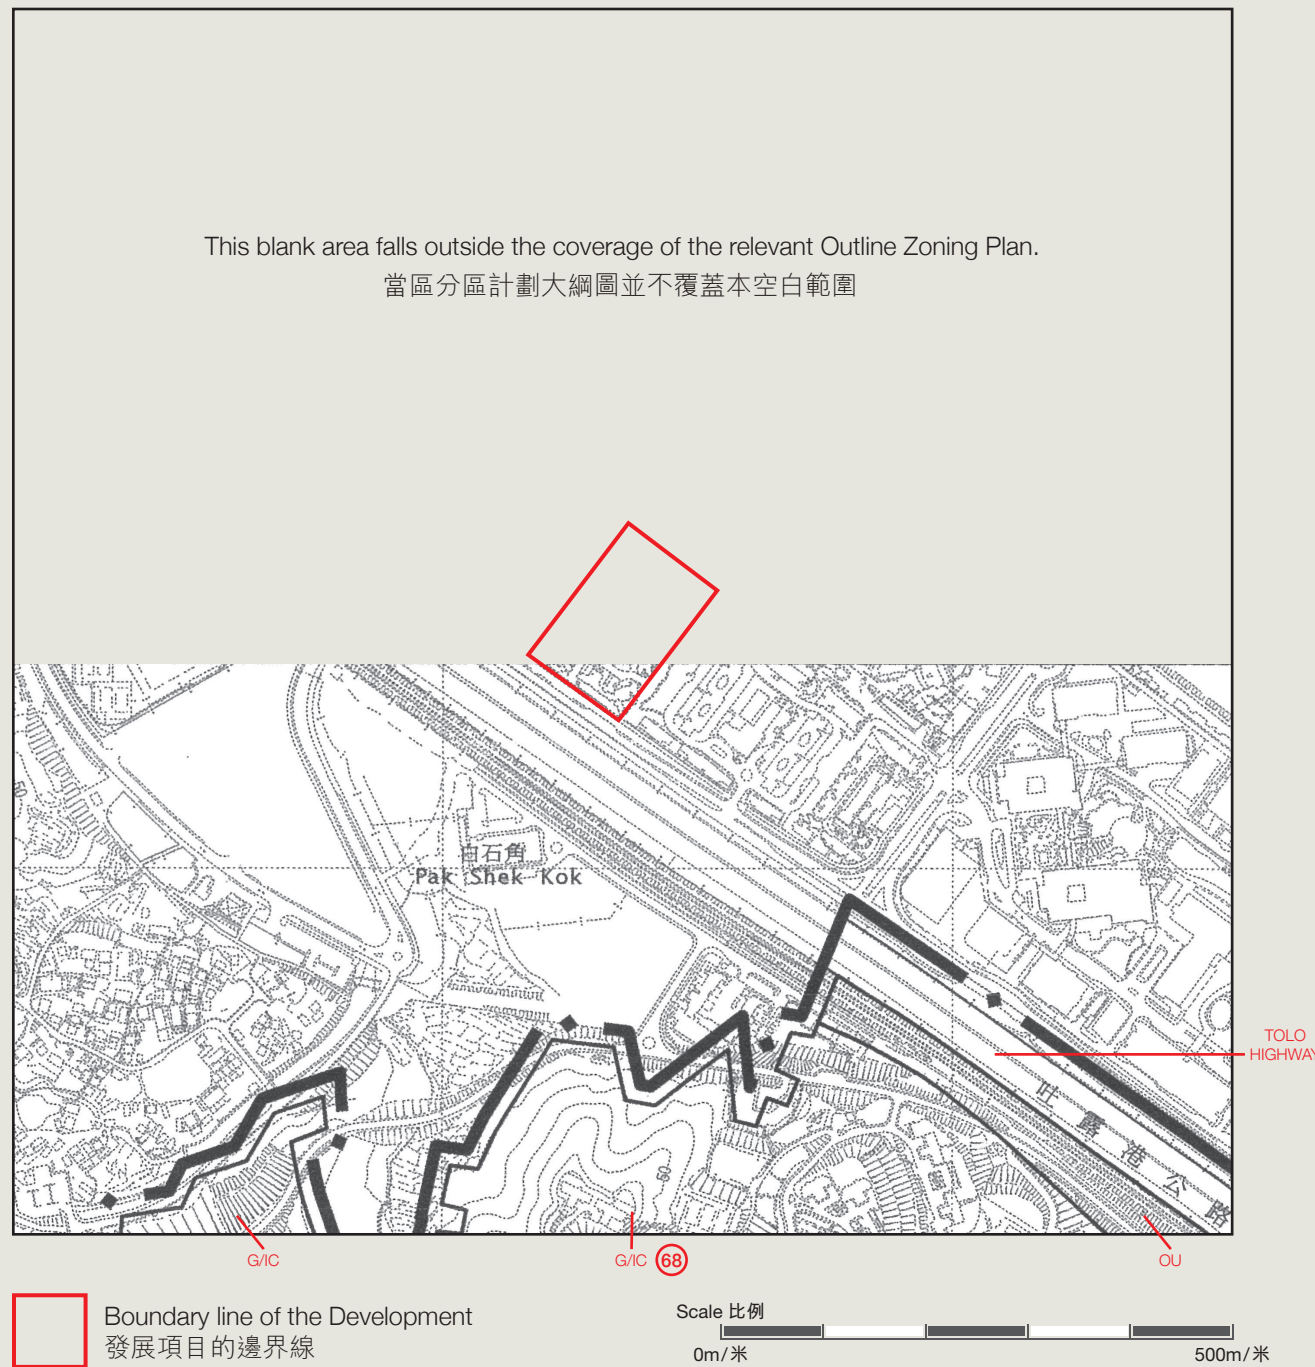 This blank area falls outside the coverage of the relevant Outline Zoning Plan.
當區分區計劃大綱圖並不覆蓋本空白範圍
白石角
Pak Shek Kok
TOLO
HIGHWAY
吐露港公路
80
G/IC
G/IC 68
OU
Boundary line of the Development
發展項目的邊界線
Scale 比例
0m/米
500m/米